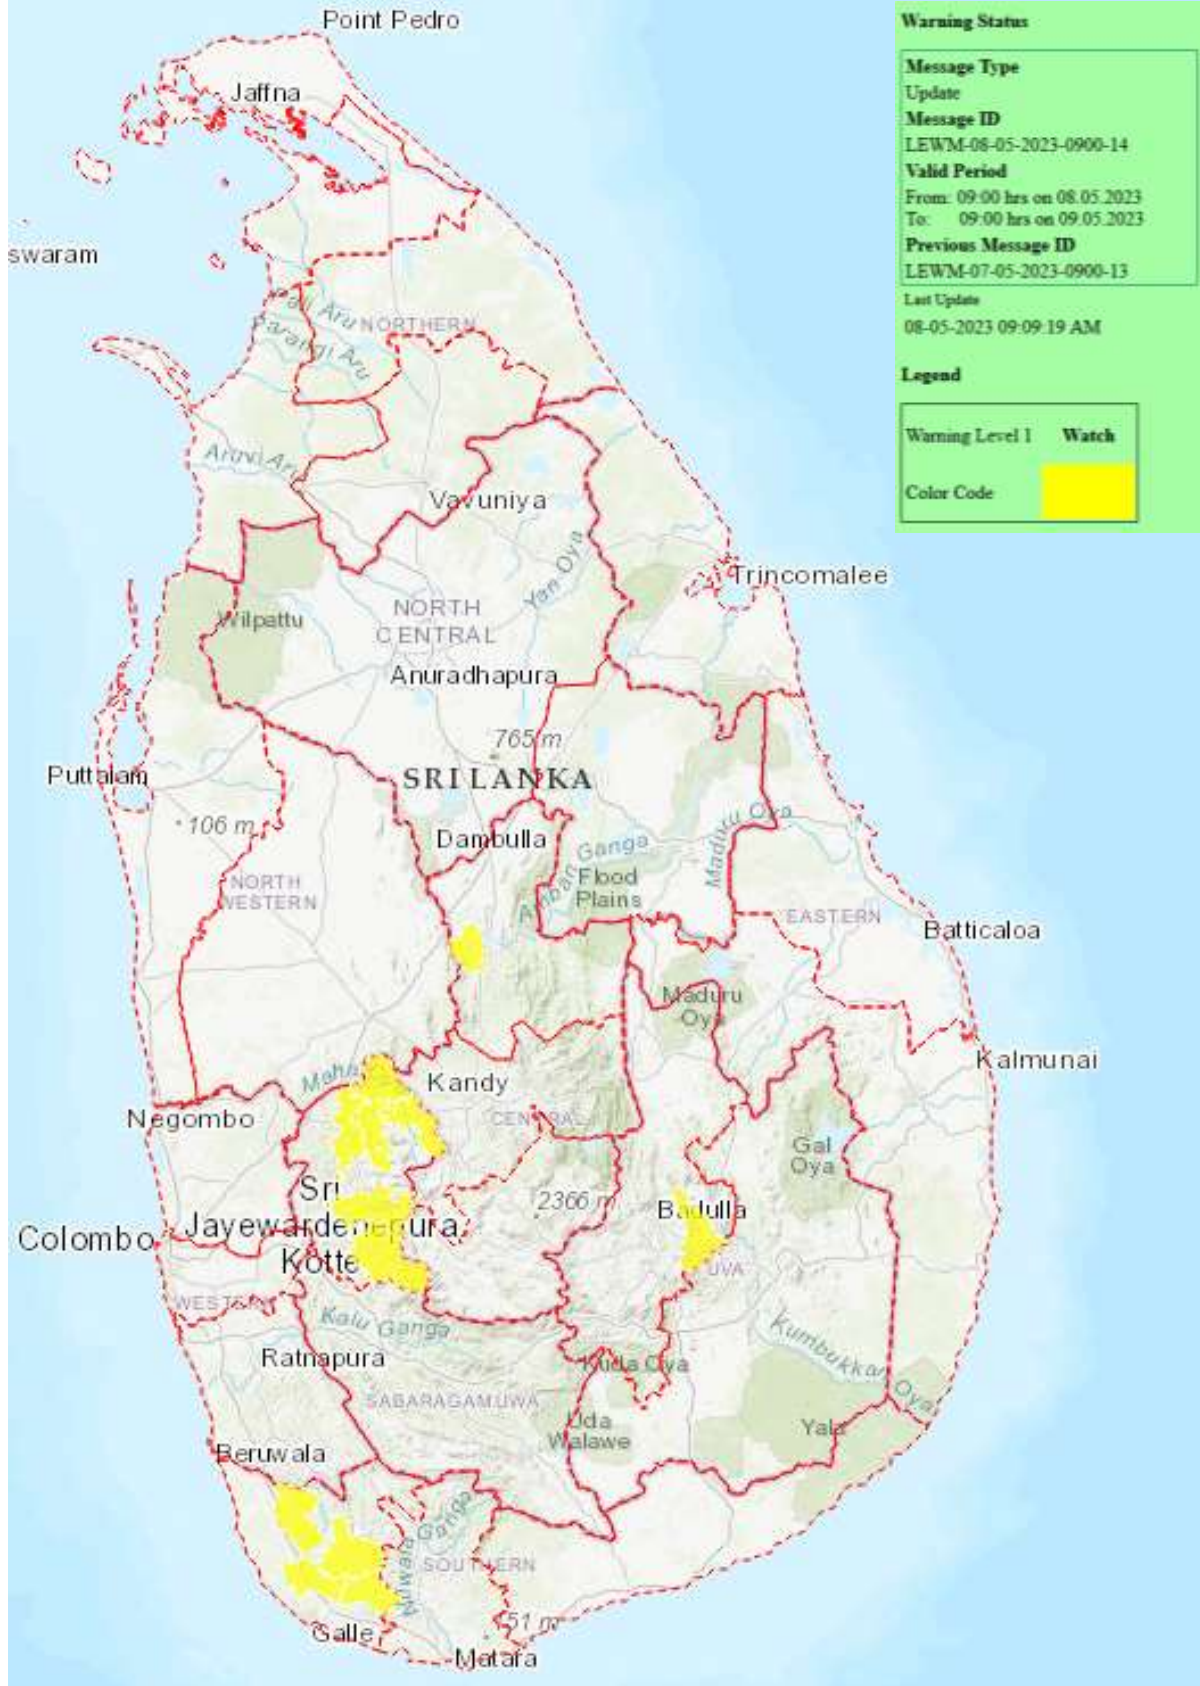 Point Pedro
Jaffna
swaram
Pali Aru
Parangi Aru
NORTHERN
Aruvi Aru
Vavuniya
Trincomalee
Yan Oya
NORTH
CENTRAL
Wilpattu
Anuradhapura
765 m
SRI LANKA
Puttalam
106 m
Dambulla
Maduru Oya
Amban Ganga
Flood
Plains
NORTH
WESTERN
EASTERN
Batticaloa
Maduru
Oya
Kalmunai
Maha
Kandy
Negombo
CENTRAL
Gal
Oya
Sri
Jayewardenepura
Kotte
2366 m
Badulla
Colombo
UVA
WESTERN
Kalu Ganga
Kumbukkan Oya
Ratnapura
Kuda Oya
SABARAGAMUWA
Uda
Walawe
Yala
Beruwala
Ganga
SOUTHERN
51 m
Galle
Matara
Warning Status
Message Type
Update
Message ID
LEWM-08-05-2023-0900-14
Valid Period
From: 09:00 hrs on 08.05.2023
To: 09:00 hrs on 09.05.2023
Previous Message ID
LEWM-07-05-2023-0900-13
Last Update
08-05-2023 09:09:19 AM
Legend
Warning Level 1 Watch
Color Code